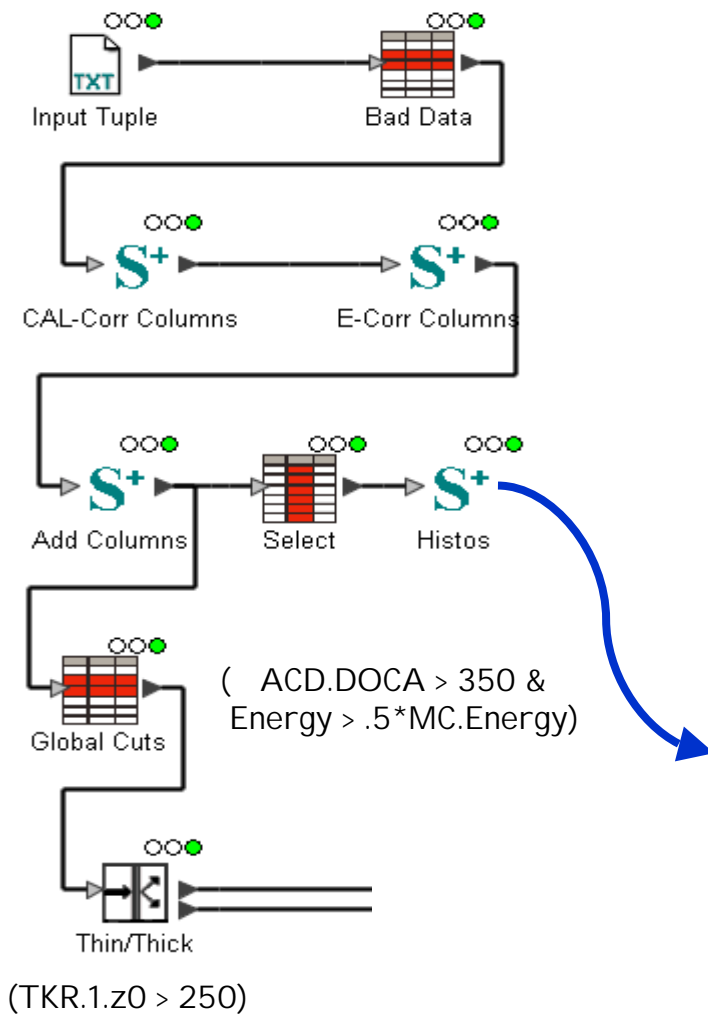 TXT
Input Tuple
Bad Data
S+
CAL-Corr Columns
S+
E-Corr Columns
S+
Add Columns
Select
S+
Histos
Global Cuts
( ACD.DOCA > 350 &
Energy > .5*MC.Energy)
Thin/Thick
(TKR.1.z0 > 250)